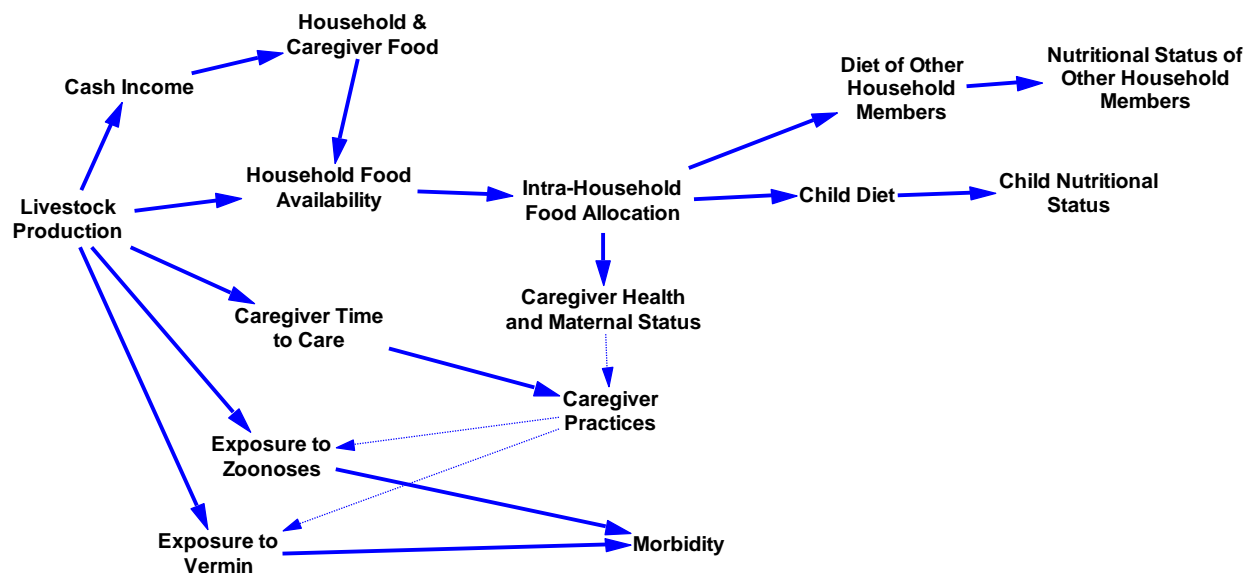 Household &
Caregiver Food
Cash Income
Diet of Other
Household
Members
Nutritional Status of
Other Household
Members
Household Food
Availability
Intra-Household
Food Allocation
Child Diet
Child Nutritional
Status
Livestock
Production
Caregiver Health
and Maternal Status
Caregiver Time
to Care
Caregiver
Practices
Exposure to
Zoonoses
Exposure to
Vermin
Morbidity